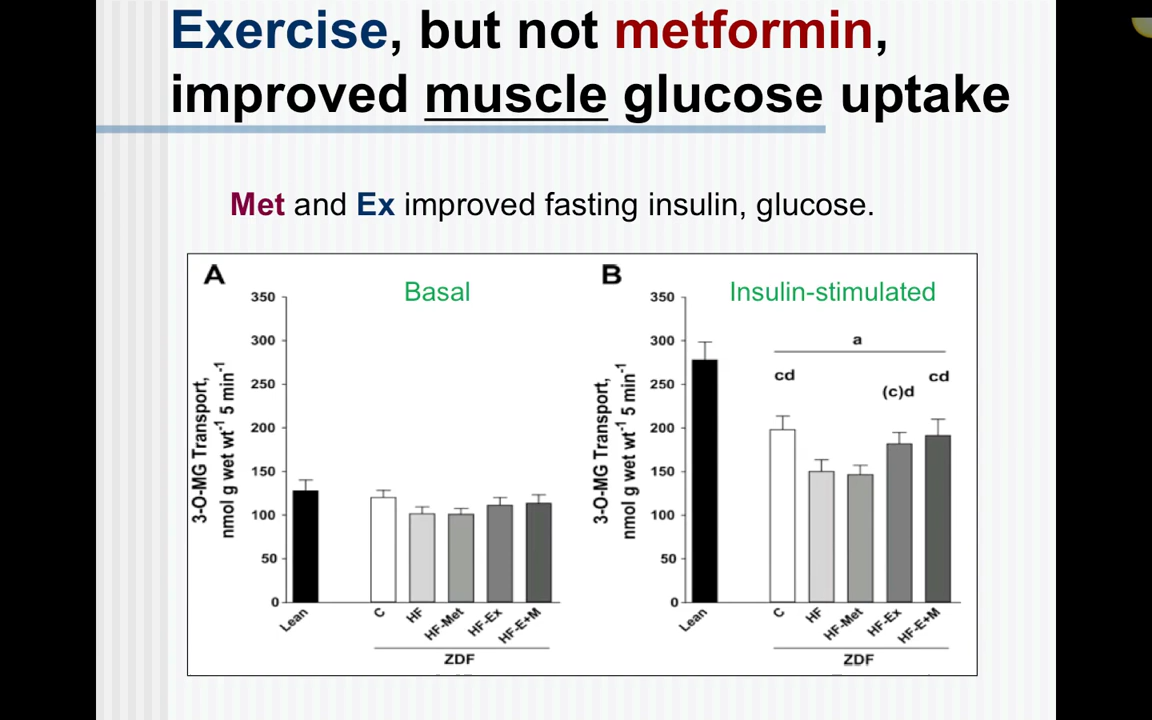 Exercise, but not metformin,
improved muscle glucose uptake
Met and Ex improved fasting insulin, glucose.
A
Basal
3-O-MG Transport,
nmol g wet wt⁻¹ 5 min⁻¹
350
300
250
200
150
100
50
0
Lean
C
HF
HF-Met
HF-Ex
HF-E+M
ZDF
B
Insulin-stimulated
3-O-MG Transport,
nmol g wet wt⁻¹ 5 min⁻¹
350
300
250
200
150
100
50
0
a
cd
(c)d
cd
Lean
C
HF
HF-Met
HF-Ex
HF-E+M
ZDF